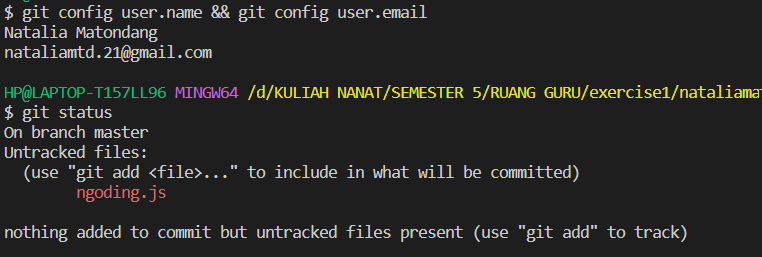 $ git config user.name && git config user.email
Natalia Matondang
nataliamtd.21@gmail.com
HP@LAPTOP-T157LL96 MINGW64 /d/KULIAH NANAT/SEMESTER 5/RUANG GURU/exercise1/nataliama
$ git status
On branch master
Untracked files:
  (use "git add <file>..." to include in what will be committed)
        ngoding.js
nothing added to commit but untracked files present (use "git add" to track)